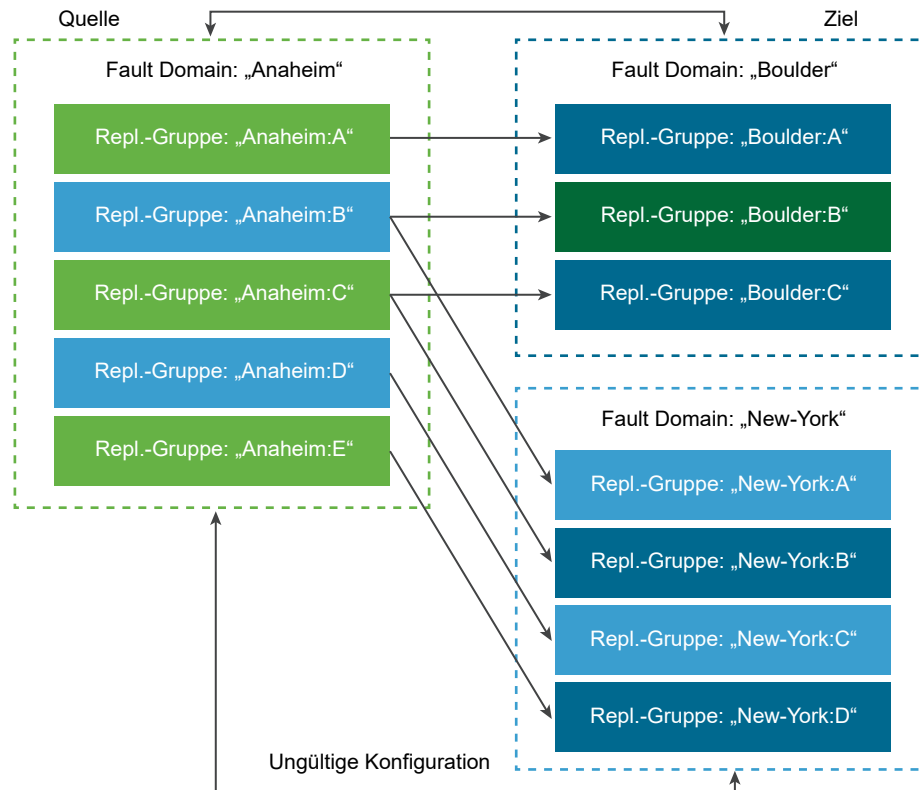 Quelle
Ziel
Fault Domain: „Anaheim“
Repl.-Gruppe: „Anaheim:A“
Repl.-Gruppe: „Anaheim:B“
Repl.-Gruppe: „Anaheim:C“
Repl.-Gruppe: „Anaheim:D“
Repl.-Gruppe: „Anaheim:E“
Fault Domain: „Boulder“
Repl.-Gruppe: „Boulder:A“
Repl.-Gruppe: „Boulder:B“
Repl.-Gruppe: „Boulder:C“
Fault Domain: „New-York“
Repl.-Gruppe: „New-York:A“
Repl.-Gruppe: „New-York:B“
Repl.-Gruppe: „New-York:C“
Repl.-Gruppe: „New-York:D“
Ungültige Konfiguration